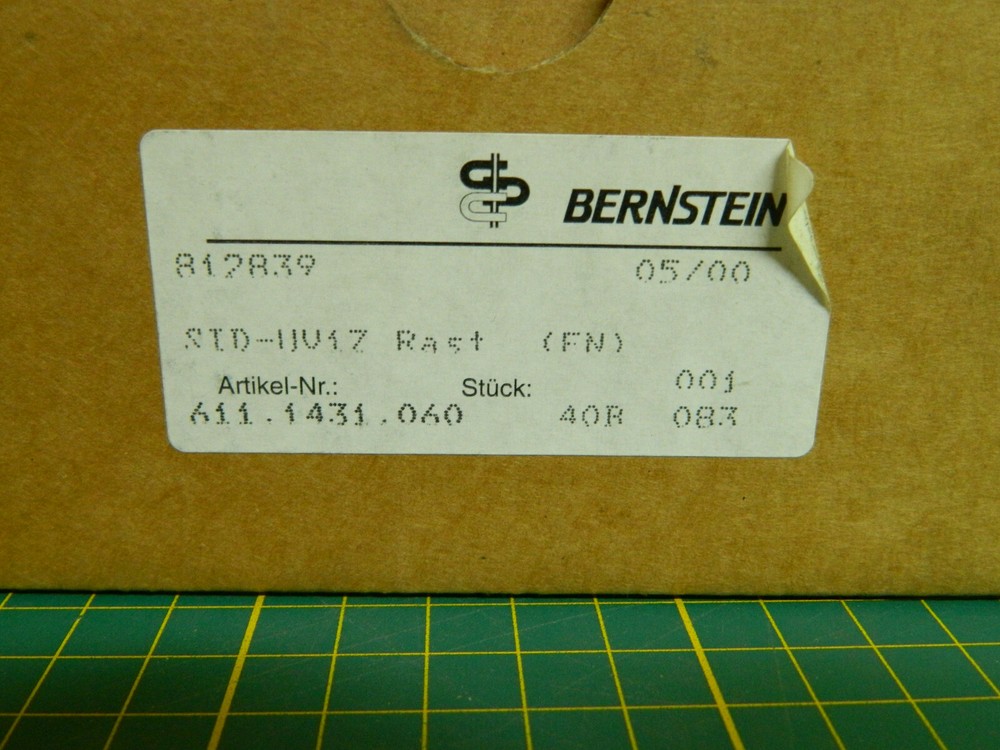 BERNSTEIN
812839 05/00
STD-UV1Z Rast (FN)
001
Artikel-Nr.: Stück:
611.1431.060 40R 083